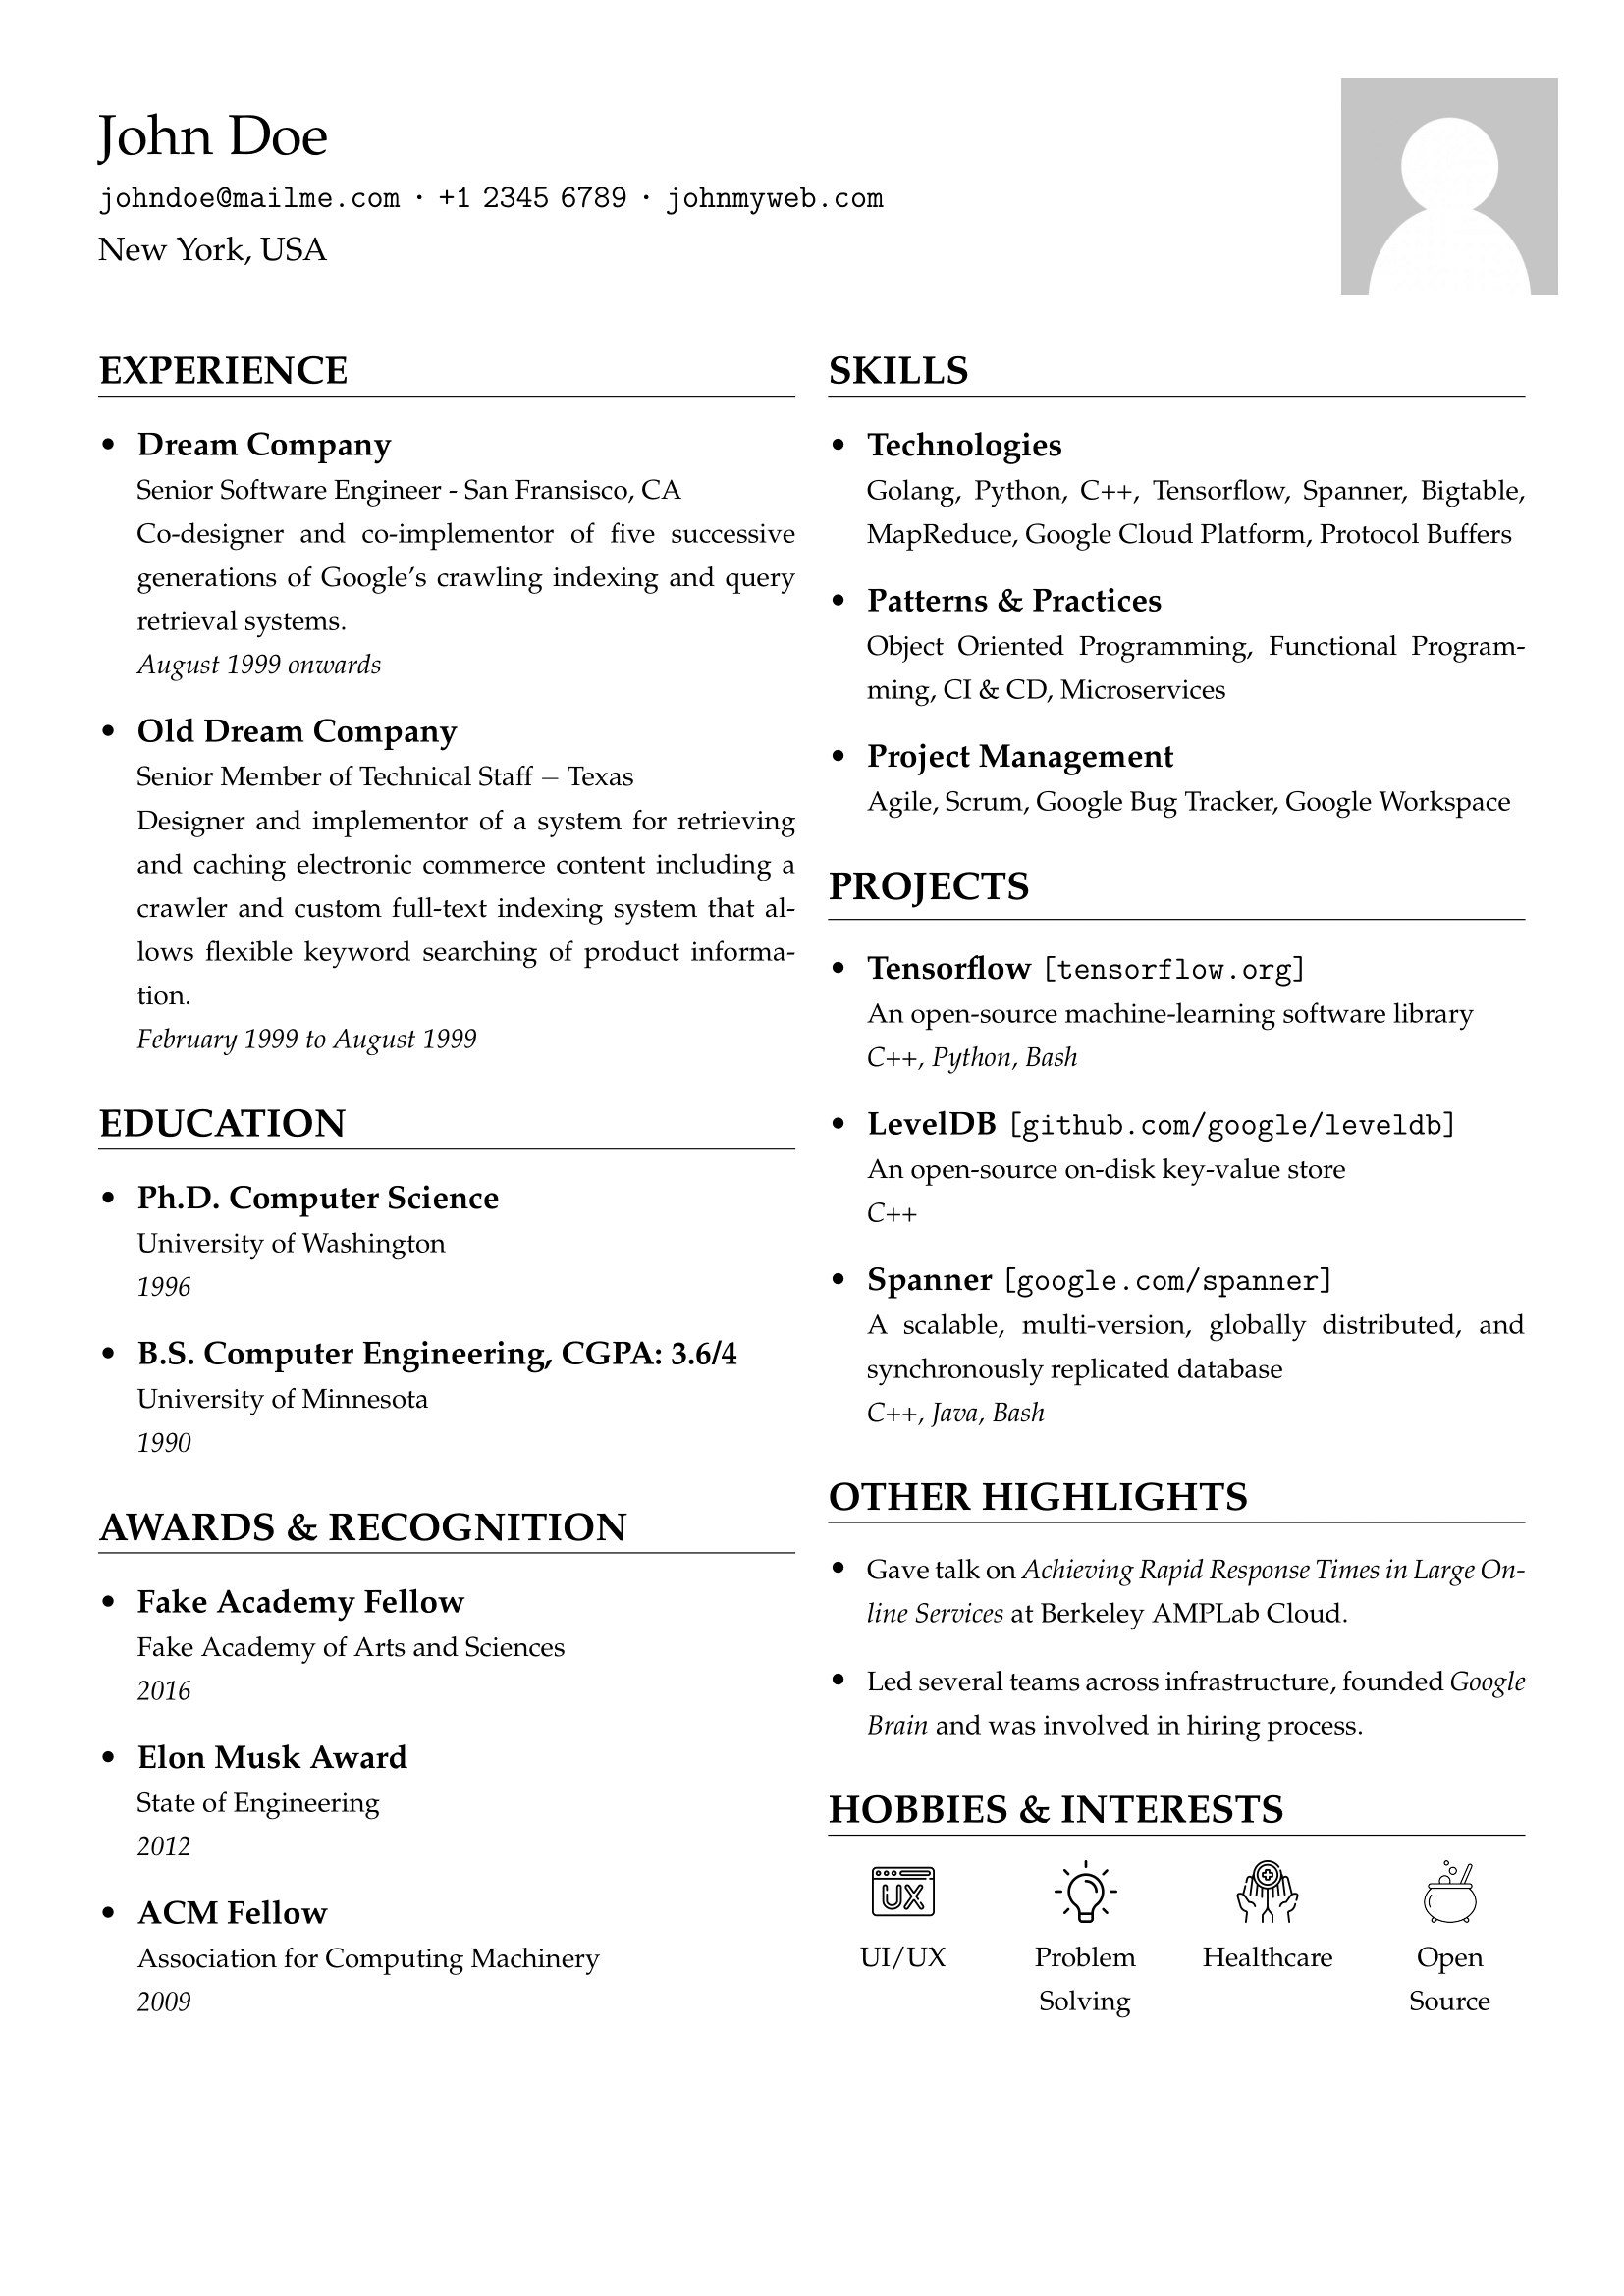 John Doe
johndoe@mailme.com · +1 2345 6789 · johnmyweb.com
New York, USA
EXPERIENCE
• Dream Company
Senior Software Engineer - San Fransisco, CA
Co-designer and co-implementor of five successive
generations of Google's crawling indexing and query
retrieval systems.
August 1999 onwards
• Old Dream Company
Senior Member of Technical Staff – Texas
Designer and implementor of a system for retrieving
and caching electronic commerce content including a
crawler and custom full-text indexing system that al-
lows flexible keyword searching of product informa-
tion.
February 1999 to August 1999
EDUCATION
• Ph.D. Computer Science
University of Washington
1996
• B.S. Computer Engineering, CGPA: 3.6/4
University of Minnesota
1990
AWARDS & RECOGNITION
• Fake Academy Fellow
Fake Academy of Arts and Sciences
2016
• Elon Musk Award
State of Engineering
2012
• ACM Fellow
Association for Computing Machinery
2009
SKILLS
• Technologies
Golang, Python, C++, Tensorflow, Spanner, Bigtable,
MapReduce, Google Cloud Platform, Protocol Buffers
• Patterns & Practices
Object Oriented Programming, Functional Program-
ming, CI & CD, Microservices
• Project Management
Agile, Scrum, Google Bug Tracker, Google Workspace
PROJECTS
• Tensorflow [tensorflow.org]
An open-source machine-learning software library
C++, Python, Bash
• LevelDB [github.com/google/leveldb]
An open-source on-disk key-value store
C++
• Spanner [google.com/spanner]
A scalable, multi-version, globally distributed, and
synchronously replicated database
C++, Java, Bash
OTHER HIGHLIGHTS
• Gave talk on Achieving Rapid Response Times in Large On-
line Services at Berkeley AMPLab Cloud.
• Led several teams across infrastructure, founded Google
Brain and was involved in hiring process.
HOBBIES & INTERESTS
UX
UI/UX
Problem
Solving
Healthcare
Open
Source